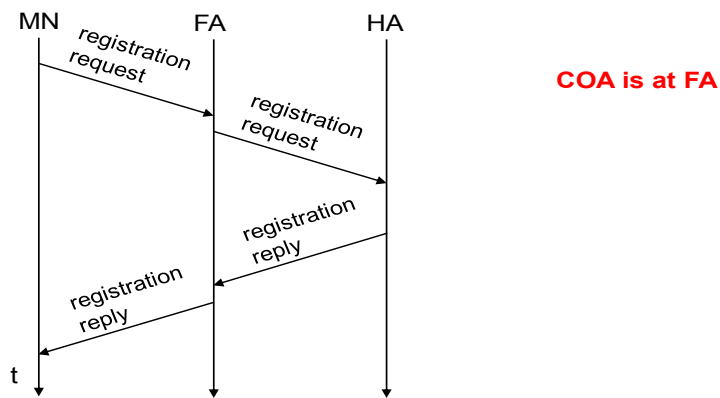 MN
FA
HA
registration
request
COA is at FA
registration
request
registration
reply
registration
reply
t